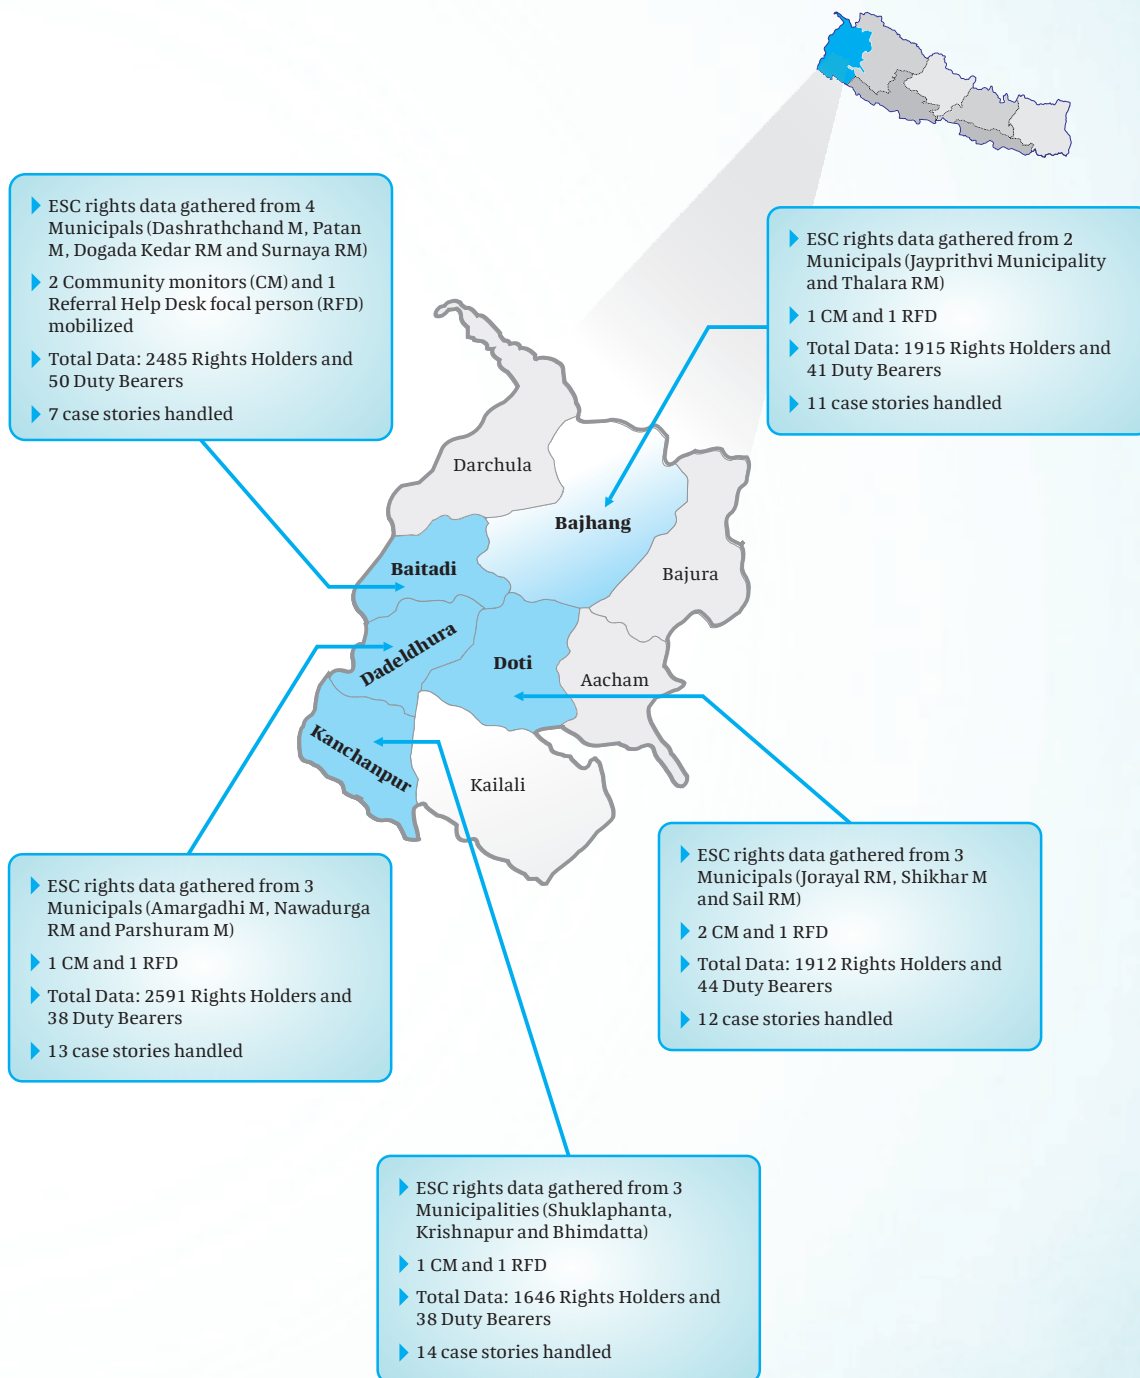 ESC rights data gathered from 4
Municipals (Dashrathchand M, Patan
M, Dogada Kedar RM and Surnaya RM)
2 Community monitors (CM) and 1
Referral Help Desk focal person (RFD)
mobilized
Total Data: 2485 Rights Holders and
50 Duty Bearers
7 case stories handled
ESC rights data gathered from 2
Municipals (Jayprithvi Municipality
and Thalara RM)
1 CM and 1 RFD
Total Data: 1915 Rights Holders and
41 Duty Bearers
11 case stories handled
Darchula
Bajhang
Baitadi
Bajura
Dadeldhura
Doti
Aacham
Kanchanpur
Kailali
ESC rights data gathered from 3
Municipals (Amargadhi M, Nawadurga
RM and Parshuram M)
1 CM and 1 RFD
Total Data: 2591 Rights Holders and
38 Duty Bearers
13 case stories handled
ESC rights data gathered from 3
Municipals (Jorayal RM, Shikhar M
and Sail RM)
2 CM and 1 RFD
Total Data: 1912 Rights Holders and
44 Duty Bearers
12 case stories handled
ESC rights data gathered from 3
Municipalities (Shuklaphanta,
Krishnapur and Bhimdatta)
1 CM and 1 RFD
Total Data: 1646 Rights Holders and
38 Duty Bearers
14 case stories handled